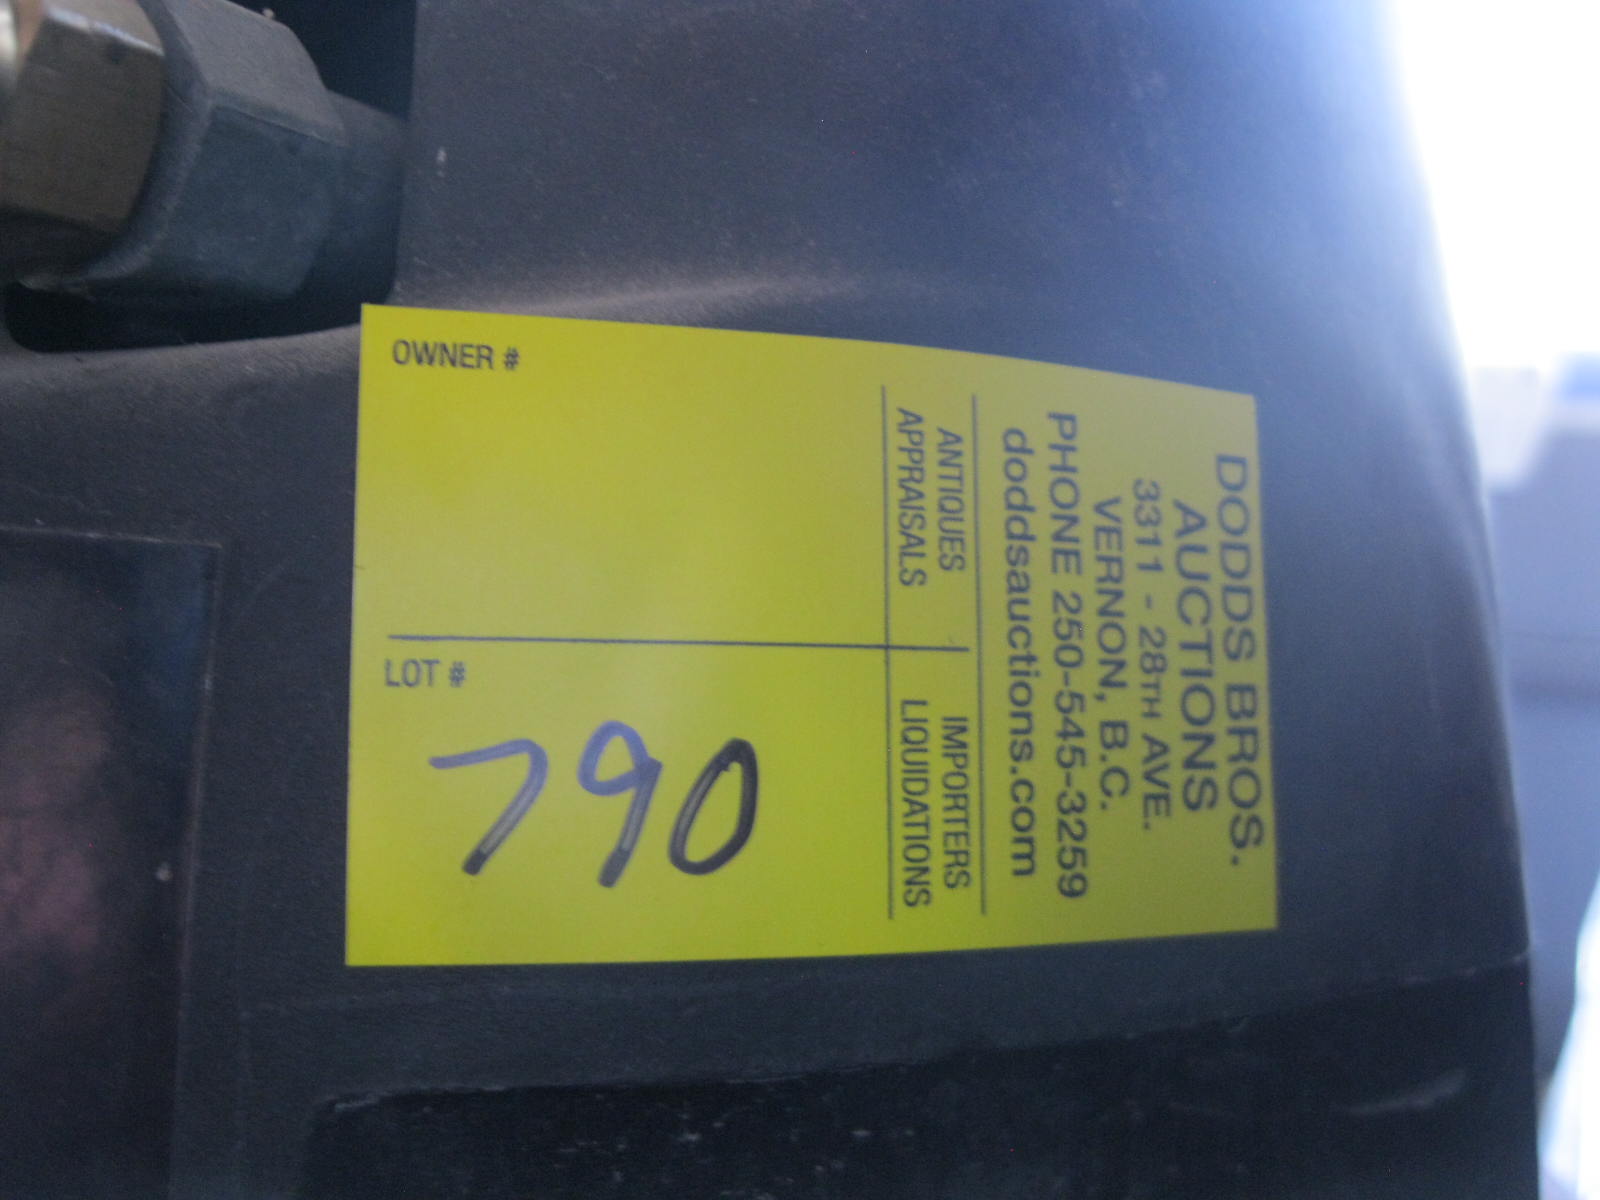 DODDS BROS.
AUCTIONS
3311 - 28TH AVE.
VERNON, B.C.
PHONE 250-545-3259
doddsauctions.com
ANTIQUES
APPRAISALS
IMPORTERS
LIQUIDATIONS
OWNER #
LOT #
790